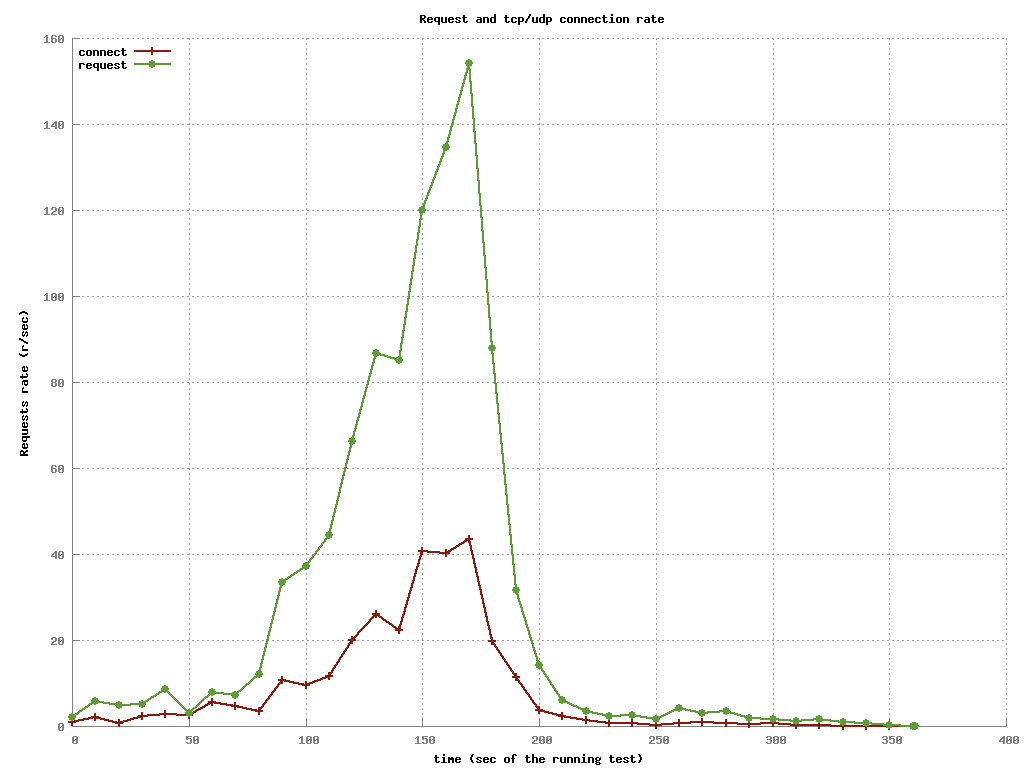 Request and tcp/udp connection rate
connect
request
160
140
120
100
80
60
40
20
0
Requests rate (r/sec)
0 50 100 150 200 250 300 350 400
time (sec of the running test)